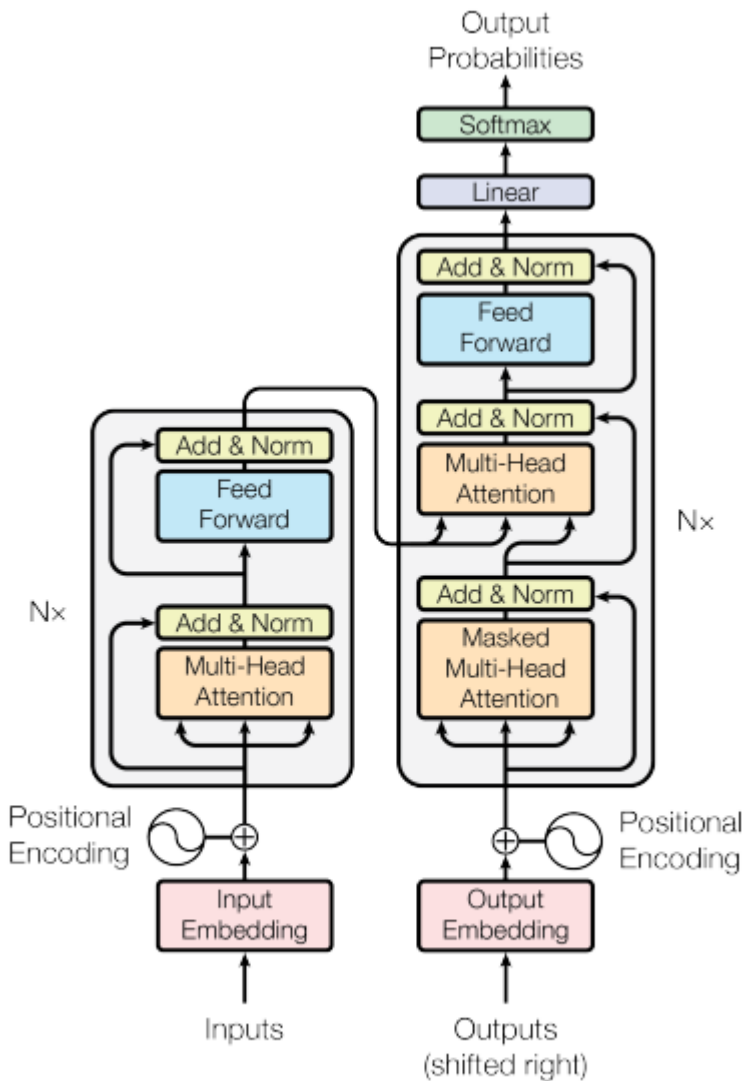 Output
Probabilities
Softmax
Linear
Add & Norm
Feed
Forward
Add & Norm
Multi-Head
Attention
Add & Norm
Masked
Multi-Head
Attention
N×
Add & Norm
Feed
Forward
Add & Norm
Multi-Head
Attention
N×
Positional
Encoding
Positional
Encoding
Input
Embedding
Output
Embedding
Inputs
Outputs
(shifted right)